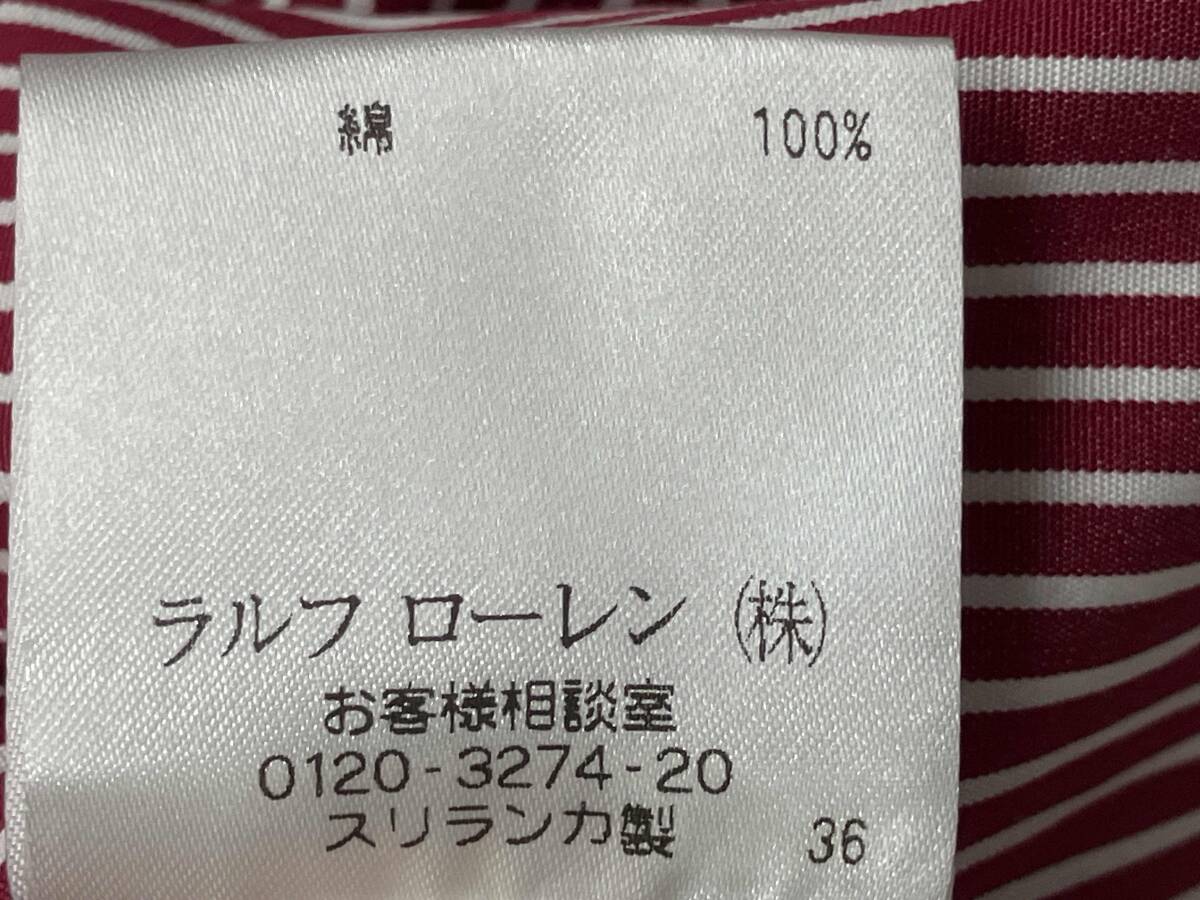 綿 100%
ラルフ ローレン ㈱
お客様相談室
0120-3274-20
スリランカ製 36